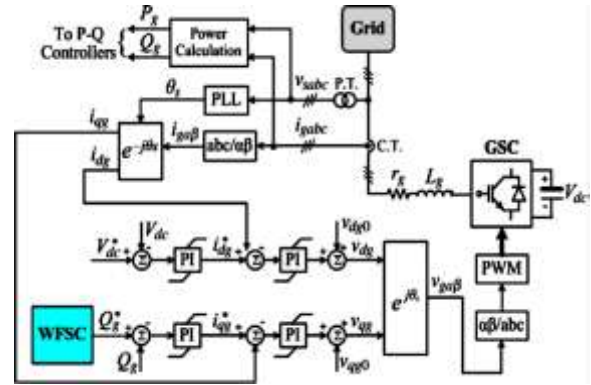 Grid
To P-Q
Controllers
P_g
Q_g
Power
Calculation
v_sabc
P.T.
θ_s
PLL
i_qg
i_dg
e^-jθs
i_gαβ
abc/αβ
i_gabc
C.T.
r_g
L_g
GSC
V_dc
V*_dc
+
-
Σ
V_dc
PI
i*_dg
+
-
Σ
PI
v_dg0
+
+
Σ
v_dg
e^jθs
v_gαβ
PWM
αβ/abc
WFSC
Q*_g
+
-
Σ
Q_g
PI
i*_qg
+
-
Σ
PI
+
+
Σ
v_qg
v_qg0